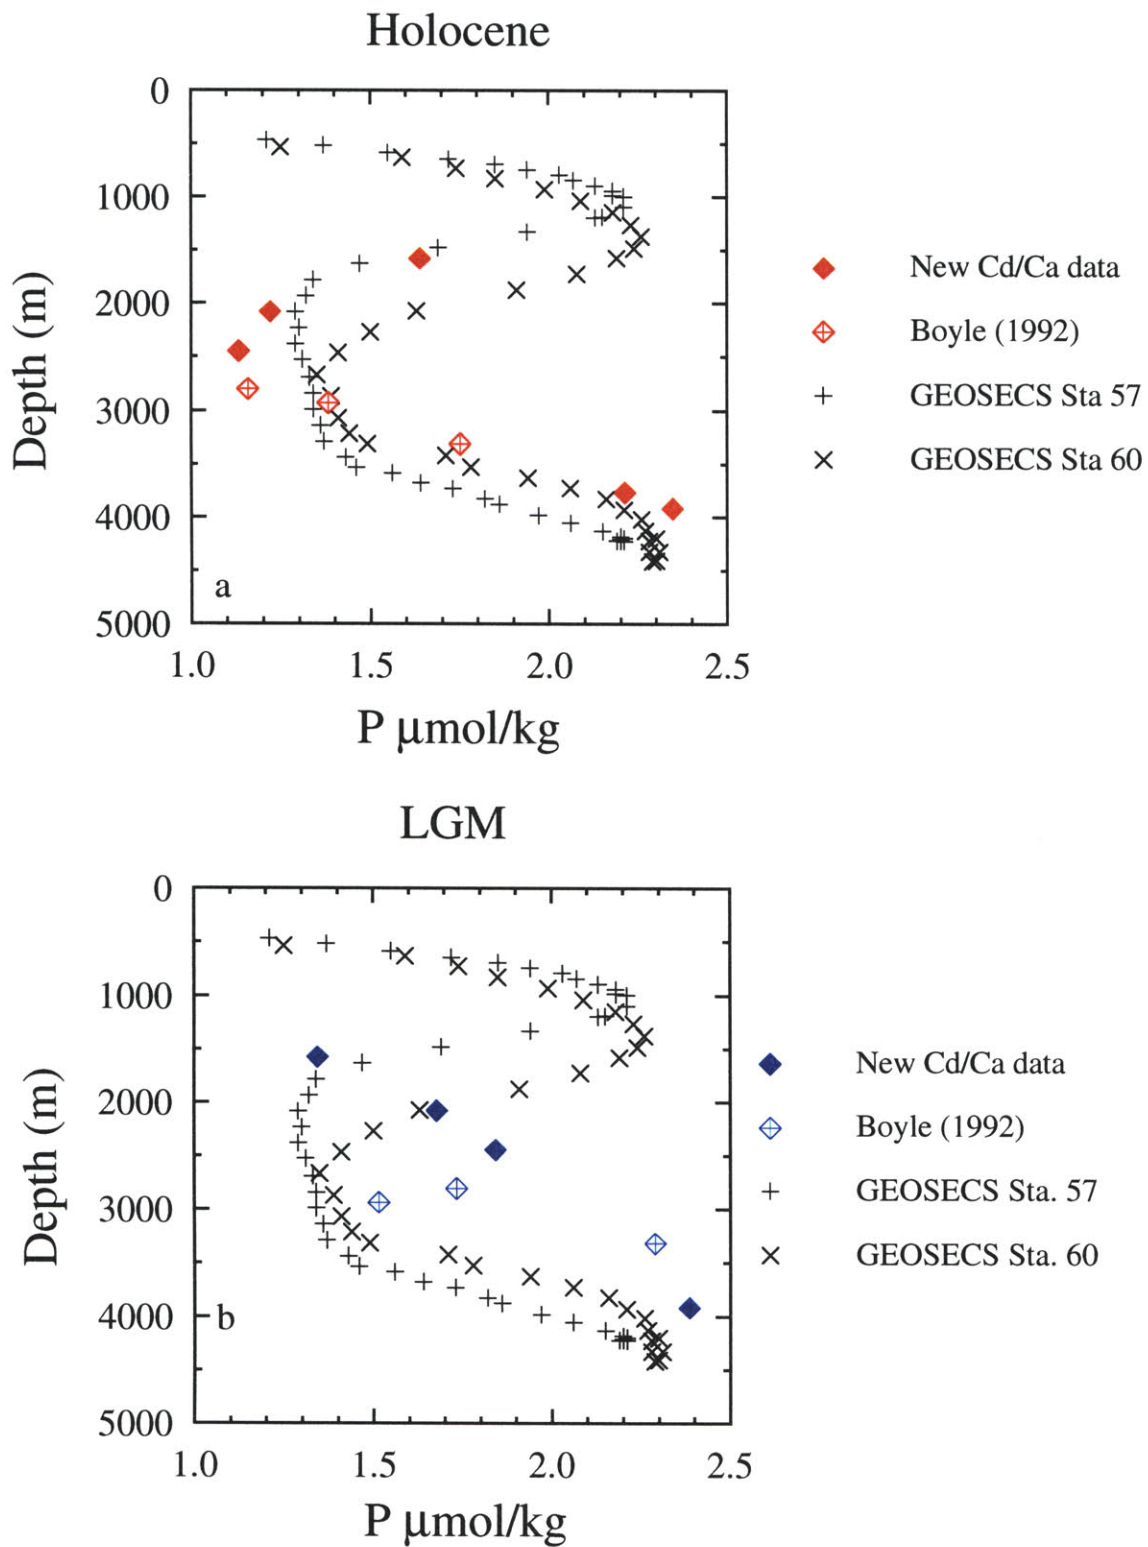 Holocene
0
1000
2000
3000
4000
5000
Depth (m)
a
1.0 1.5 2.0 2.5
P μmol/kg
New Cd/Ca data
Boyle (1992)
GEOSECS Sta 57
GEOSECS Sta 60
LGM
0
1000
2000
3000
4000
5000
Depth (m)
b
1.0 1.5 2.0 2.5
P μmol/kg
New Cd/Ca data
Boyle (1992)
GEOSECS Sta. 57
GEOSECS Sta. 60